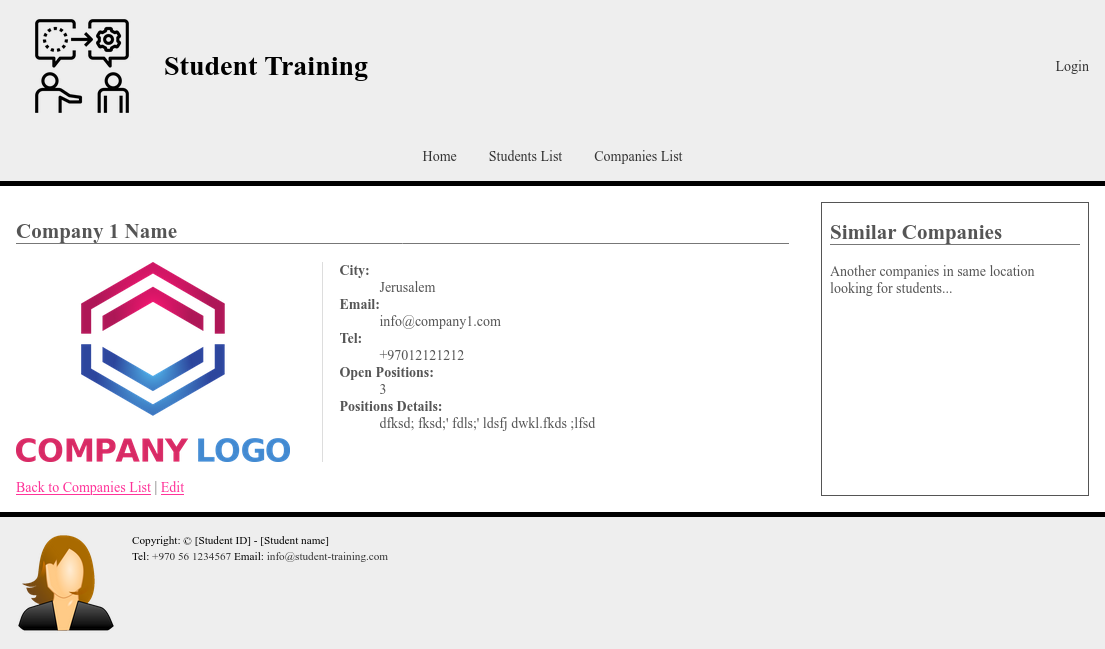 Student Training
Login
Home Students List Companies List
Company 1 Name
COMPANY LOGO
City:
Jerusalem
Email:
info@company1.com
Tel:
+97012121212
Open Positions:
3
Positions Details:
dfksd; fksd;' fdls;' ldsfj dwkl.fkds ;lfsd
Back to Companies List | Edit
Similar Companies
Another companies in same location
looking for students...
Copyright: © [Student ID] - [Student name]
Tel: +970 56 1234567 Email: info@student-training.com